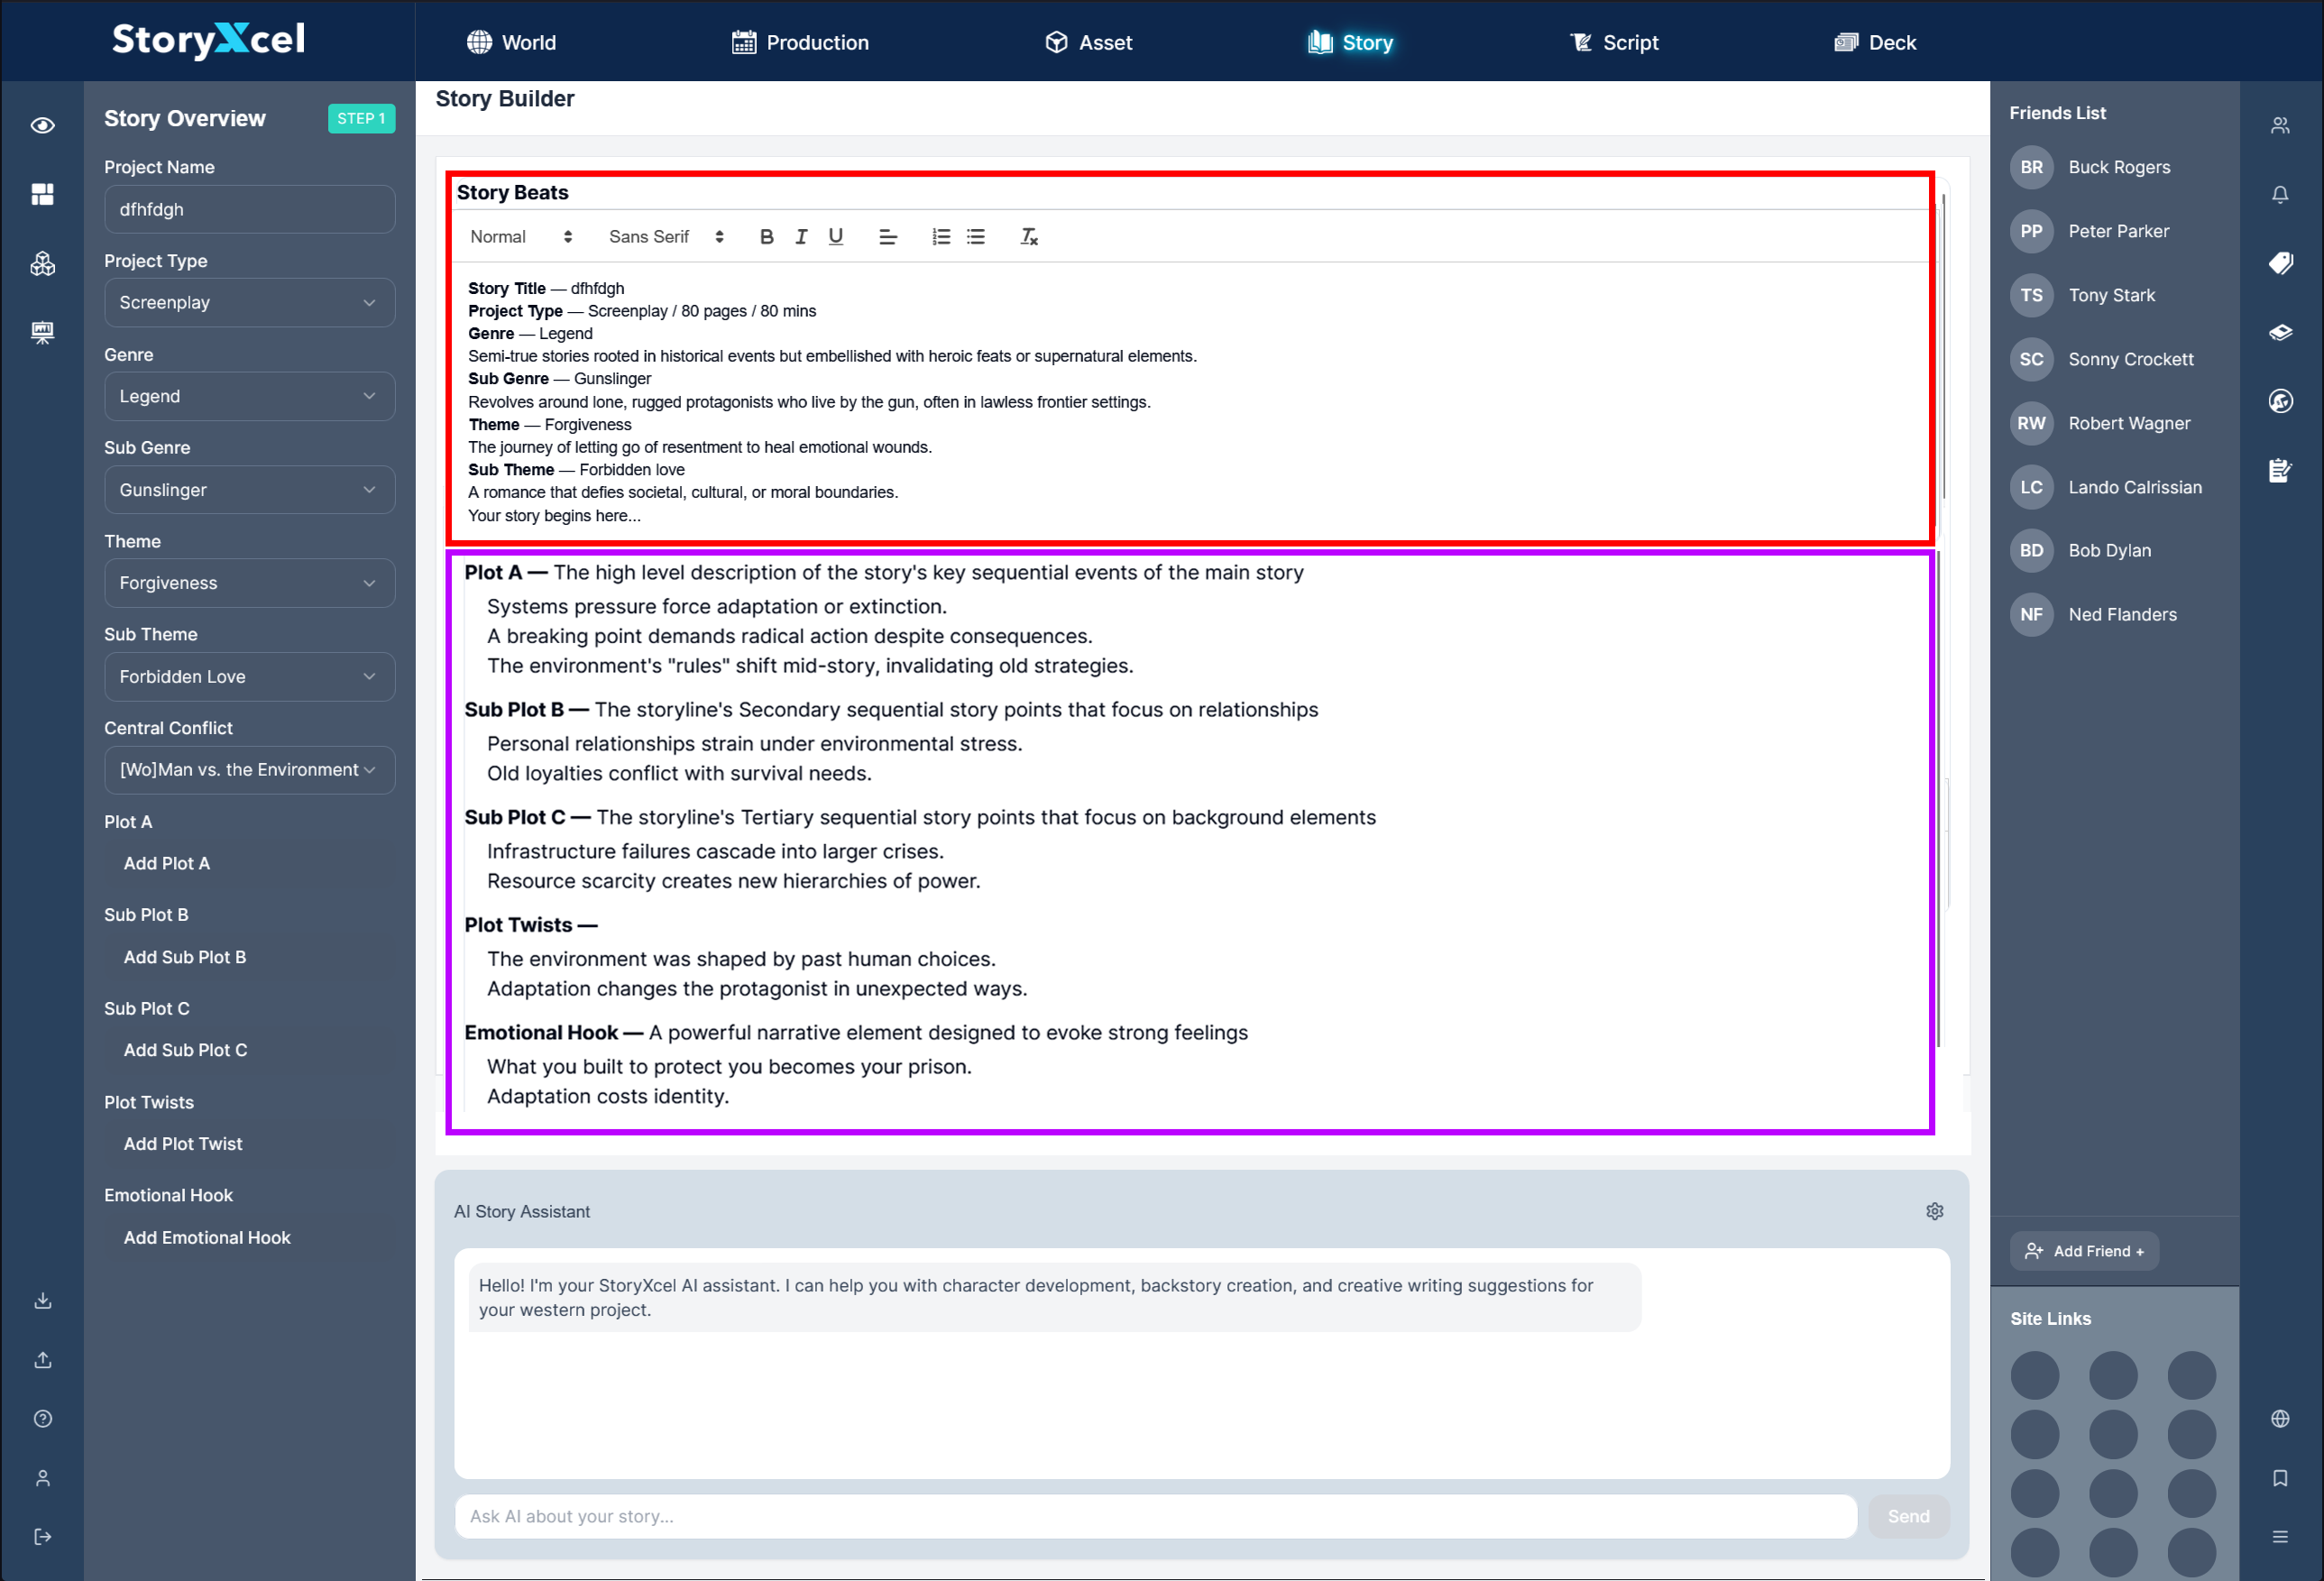 StoryXcel
World
Production
Asset
Story
Script
Deck
Story Overview
STEP 1
Project Name
dfhfdgh
Project Type
Screenplay
Genre
Legend
Sub Genre
Gunslinger
Theme
Forgiveness
Sub Theme
Forbidden Love
Central Conflict
[Wo]Man vs. the Environment
Plot A
Add Plot A
Sub Plot B
Add Sub Plot B
Sub Plot C
Add Sub Plot C
Plot Twists
Add Plot Twist
Emotional Hook
Add Emotional Hook
Story Builder
Story Beats
Normal
Sans Serif
B I U
Story Title — dfhfdgh
Project Type — Screenplay / 80 pages / 80 mins
Genre — Legend
Semi-true stories rooted in historical events but embellished with heroic feats or supernatural elements.
Sub Genre — Gunslinger
Revolves around lone, rugged protagonists who live by the gun, often in lawless frontier settings.
Theme — Forgiveness
The journey of letting go of resentment to heal emotional wounds.
Sub Theme — Forbidden love
A romance that defies societal, cultural, or moral boundaries.
Your story begins here...
Plot A — The high level description of the story's key sequential events of the main story
Systems pressure force adaptation or extinction.
A breaking point demands radical action despite consequences.
The environment's "rules" shift mid-story, invalidating old strategies.
Sub Plot B — The storyline's Secondary sequential story points that focus on relationships
Personal relationships strain under environmental stress.
Old loyalties conflict with survival needs.
Sub Plot C — The storyline's Tertiary sequential story points that focus on background elements
Infrastructure failures cascade into larger crises.
Resource scarcity creates new hierarchies of power.
Plot Twists —
The environment was shaped by past human choices.
Adaptation changes the protagonist in unexpected ways.
Emotional Hook — A powerful narrative element designed to evoke strong feelings
What you built to protect you becomes your prison.
Adaptation costs identity.
AI Story Assistant
Hello! I'm your StoryXcel AI assistant. I can help you with character development, backstory creation, and creative writing suggestions for
your western project.
Ask AI about your story...
Send
Friends List
BR Buck Rogers
PP Peter Parker
TS Tony Stark
SC Sonny Crockett
RW Robert Wagner
LC Lando Calrissian
BD Bob Dylan
NF Ned Flanders
Add Friend +
Site Links